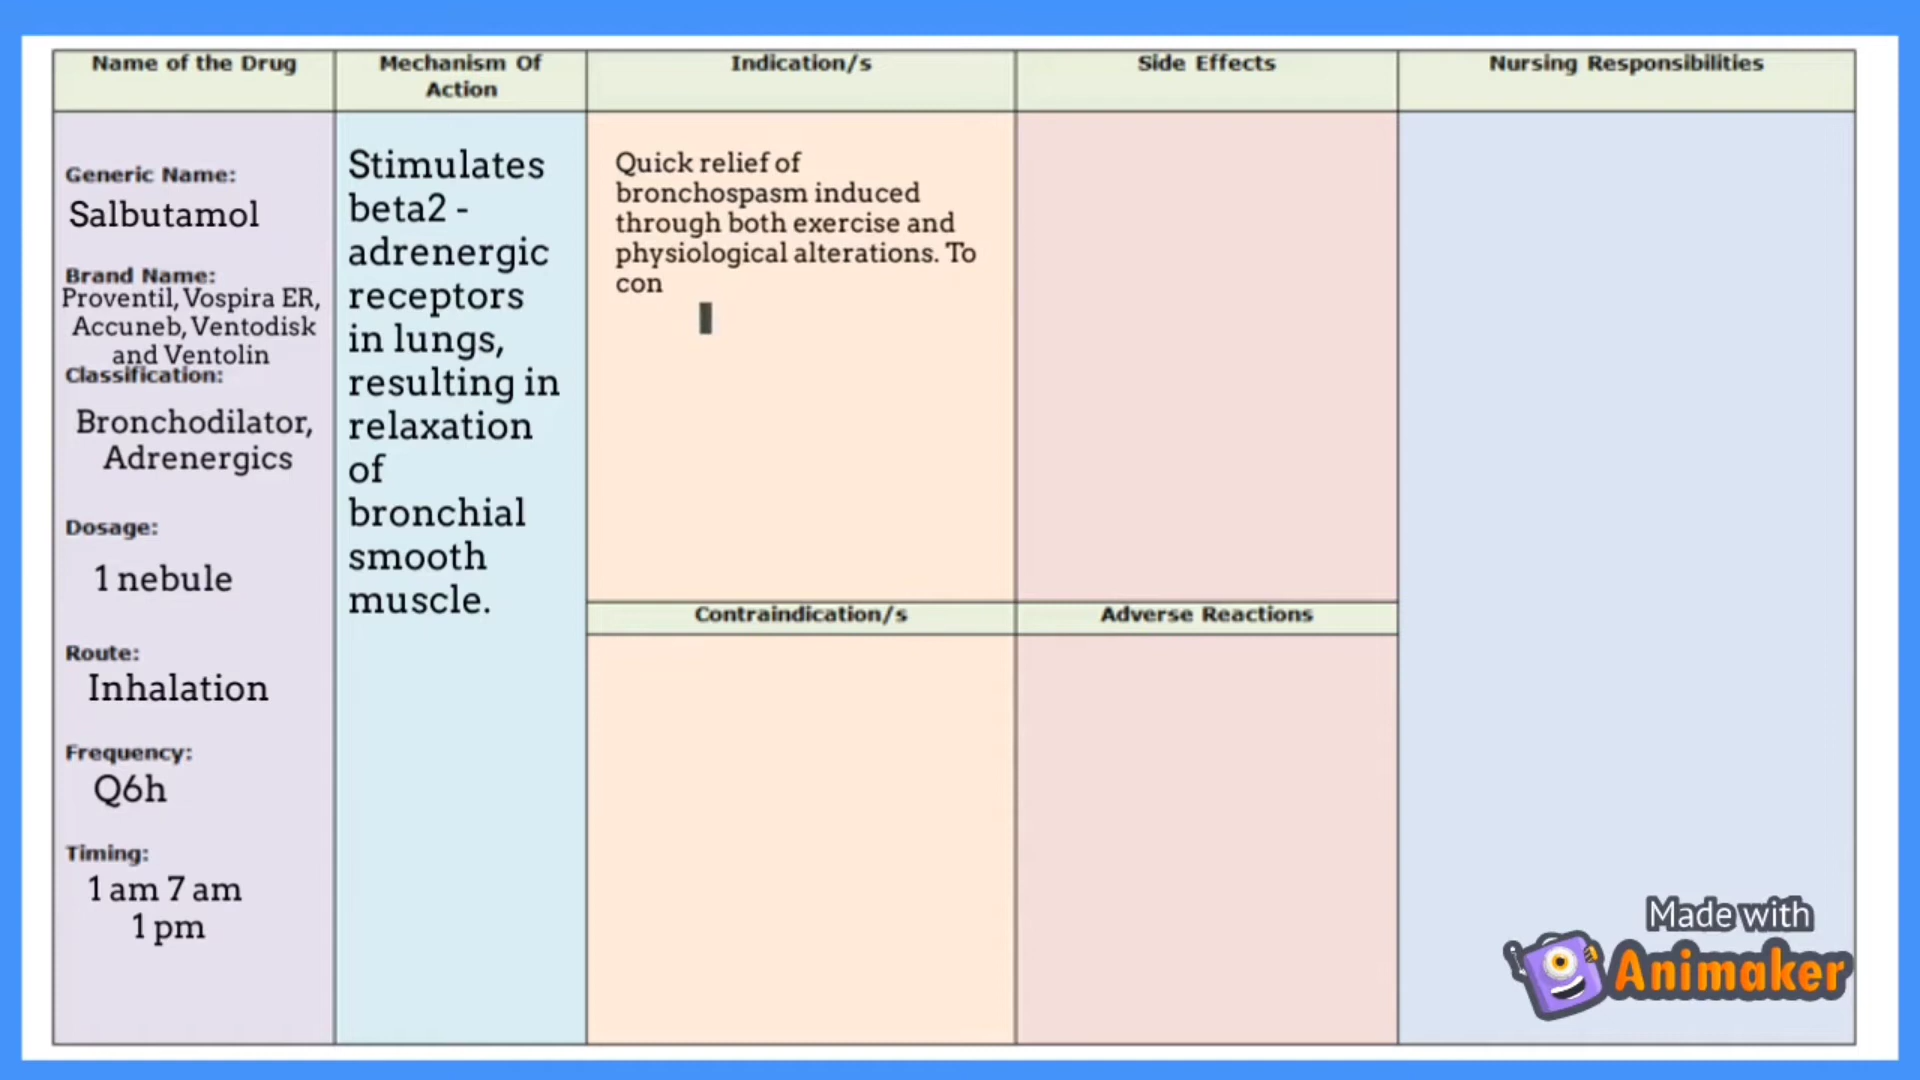 Name of the Drug
Mechanism Of
Action
Indication/s
Side Effects
Nursing Responsibilities
Generic Name:
Salbutamol
Brand Name:
Proventil, Vospira ER,
Accuneb, Ventodisk
and Ventolin
Classification:
Bronchodilator,
Adrenergics
Dosage:
1 nebule
Route:
Inhalation
Frequency:
Q6h
Timing:
1 am 7 am
1 pm
Stimulates
beta2 -
adrenergic
receptors
in lungs,
resulting in
relaxation
of
bronchial
smooth
muscle.
Quick relief of
bronchospasm induced
through both exercise and
physiological alterations. To
con
Contraindication/s
Adverse Reactions
Made with
Animaker